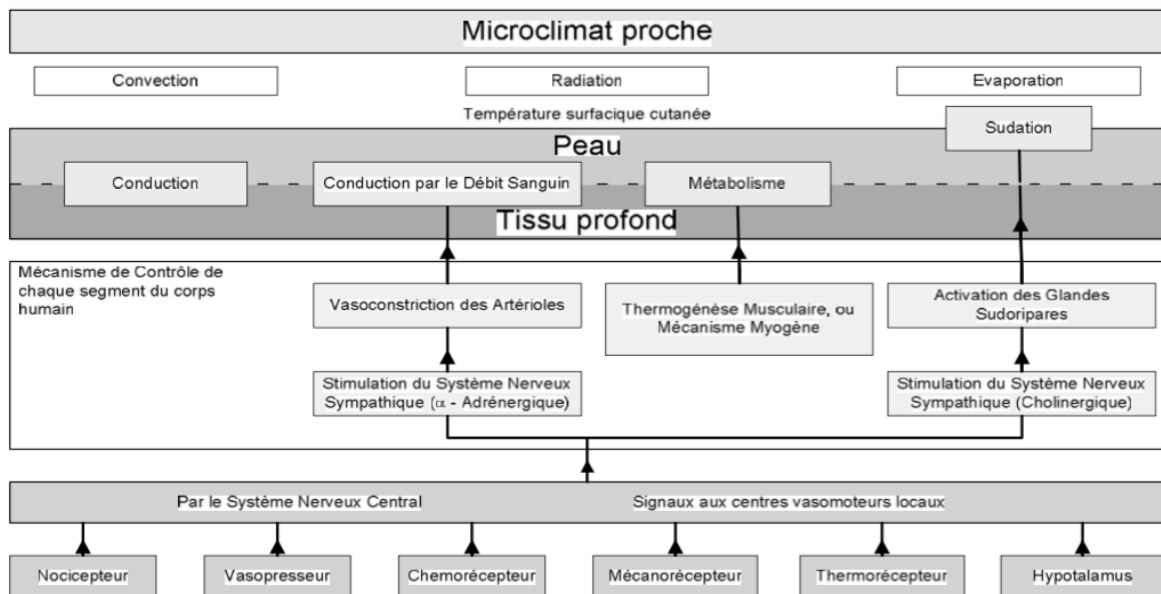 Microclimat proche
Convection
Radiation
Evaporation
Température surfacique cutanée
Sudation
Peau
Conduction
Conduction par le Débit Sanguin
Métabolisme
Tissu profond
Mécanisme de Contrôle de
chaque segment du corps
humain
Vasoconstriction des Artérioles
Thermogénèse Musculaire, ou
Mécanisme Myogène
Activation des Glandes
Sudoripares
Stimulation du Système Nerveux
Sympathique (α - Adrénergique)
Stimulation du Système Nerveux
Sympathique (Cholinergique)
Par le Système Nerveux Central
Signaux aux centres vasomoteurs locaux
Nocicepteur
Vasopresseur
Chemorécepteur
Mécanorécepteur
Thermorécepteur
Hypotalamus